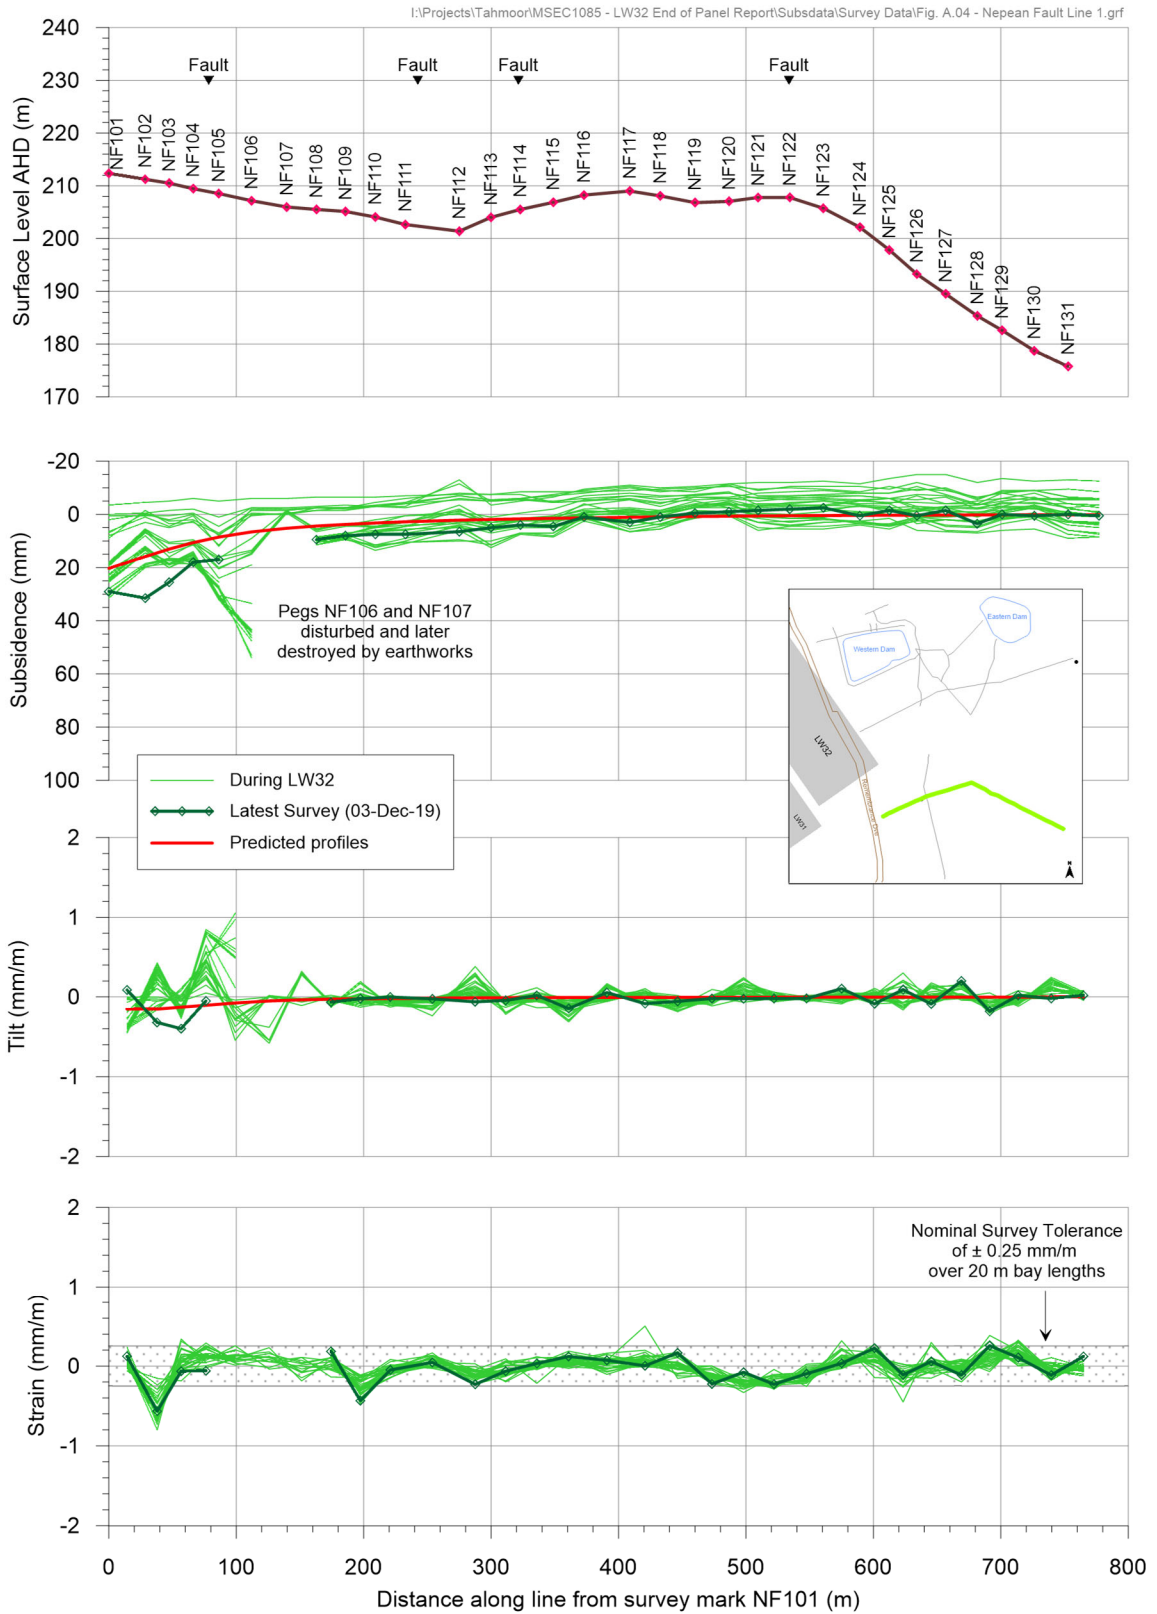 I:\Projects\Tahmoor\MSEC1085 - LW32 End of Panel Report\Subsdata\Survey Data\Fig. A.04 - Nepean Fault Line 1.grf
240
230
220
210
200
190
180
170
Surface Level AHD (m)
Fault
Fault
Fault
Fault
NF101
NF102
NF103
NF104
NF105
NF106
NF107
NF108
NF109
NF110
NF111
NF112
NF113
NF114
NF115
NF116
NF117
NF118
NF119
NF120
NF121
NF122
NF123
NF124
NF125
NF126
NF127
NF128
NF129
NF130
NF131
-20
0
20
40
60
80
100
Subsidence (mm)
Pegs NF106 and NF107
disturbed and later
destroyed by earthworks
Western Dam
Eastern Dam
LW32
LW31
Remembrance Drive
N
During LW32
Latest Survey (03-Dec-19)
Predicted profiles
2
1
0
-1
-2
Tilt (mm/m)
2
1
0
-1
-2
Strain (mm/m)
Nominal Survey Tolerance
of ± 0.25 mm/m
over 20 m bay lengths
0
100
200
300
400
500
600
700
800
Distance along line from survey mark NF101 (m)